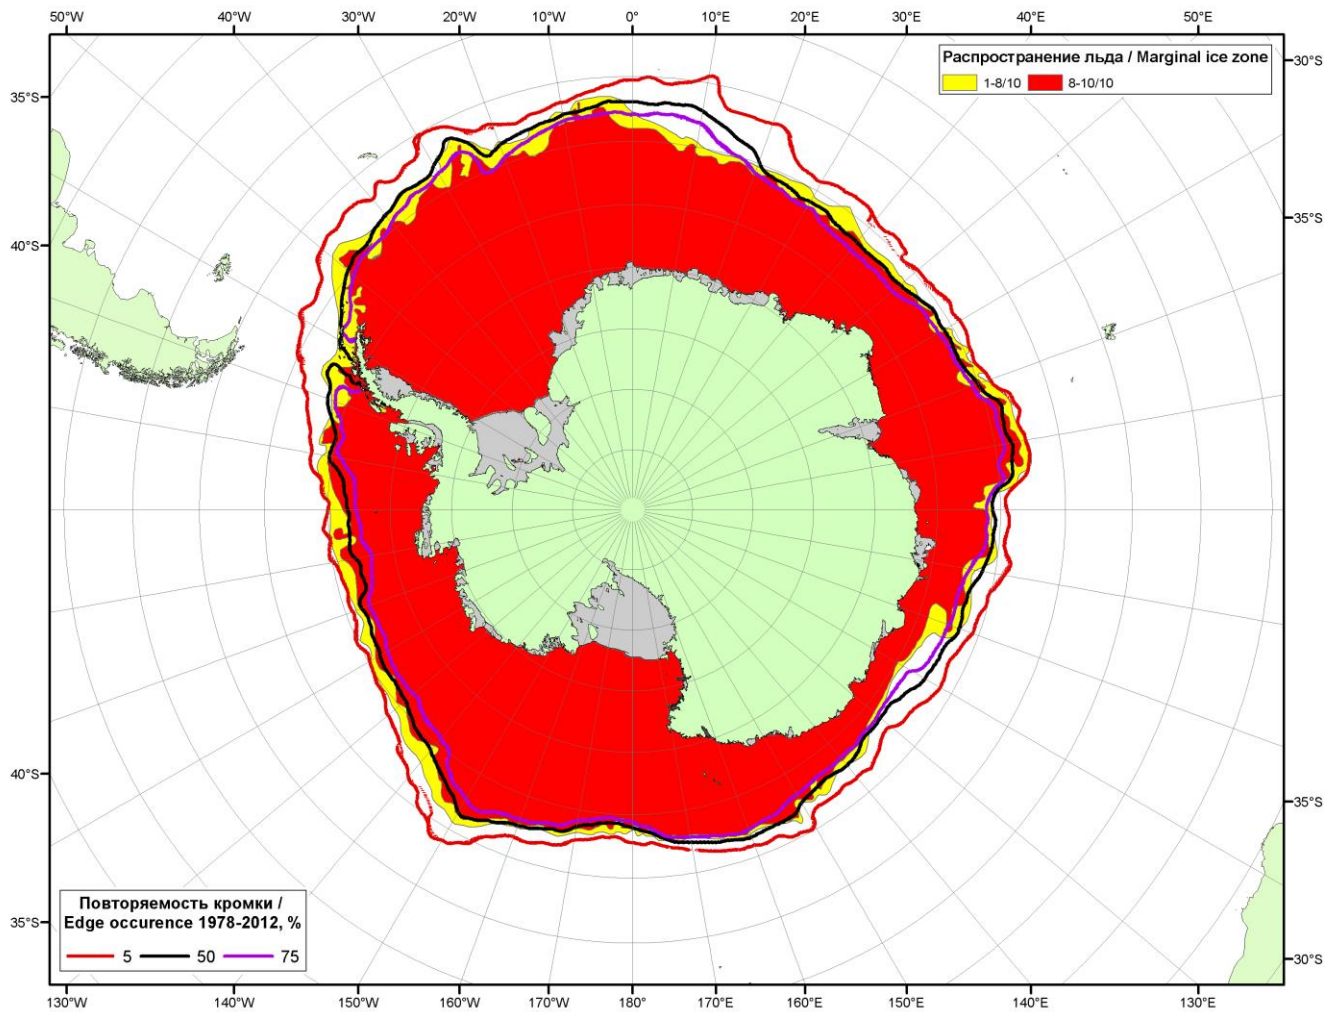 50°W 40°W 30°W 20°W 10°W 0° 10°E 20°E 30°E 40°E 50°E
Распространение льда / Marginal ice zone
1-8/10 8-10/10
30°S
35°S
35°S
40°S
40°S
35°S
35°S
30°S
Повторяемость кромки /
Edge occurence 1978-2012, %
5 50 75
130°W 140°W 150°W 160°W 170°W 180° 170°E 160°E 150°E 140°E 130°E